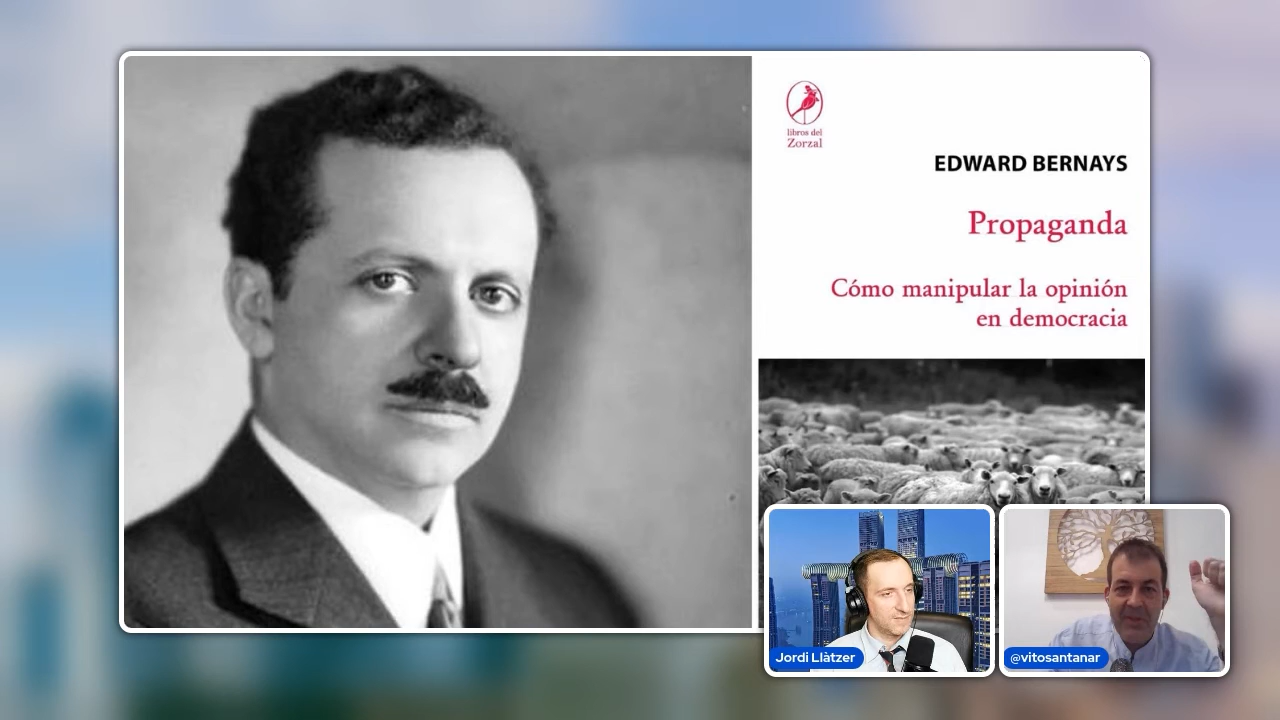 libros del
Zorzal
EDWARD BERNAYS
Propaganda
Cómo manipular la opinión
en democracia
Jordi Llàtzer
@vitosantanar